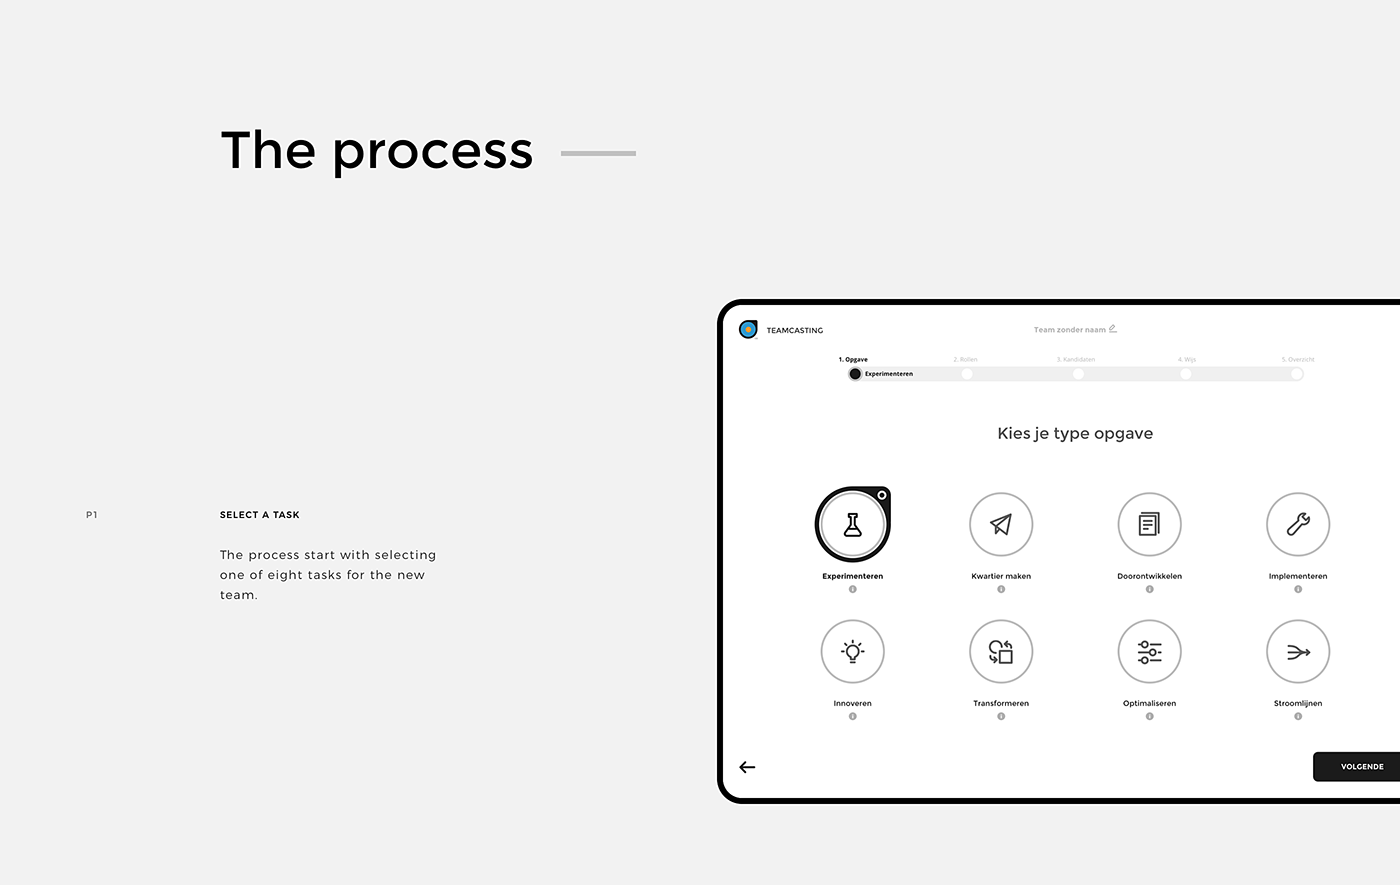 The process
TEAMCASTING
Team zonder naam
1. Opgave
2. Rollen
3. Kandidaten
4. Wijs
5. Overzicht
Experimenteren
Kies je type opgave
P1
SELECT A TASK
The process start with selecting
one of eight tasks for the new
team.
Experimenteren
Kwartier maken
Doorontwikkelen
Implementeren
Innoveren
Transformeren
Optimaliseren
Stroomlijnen
VOLGENDE